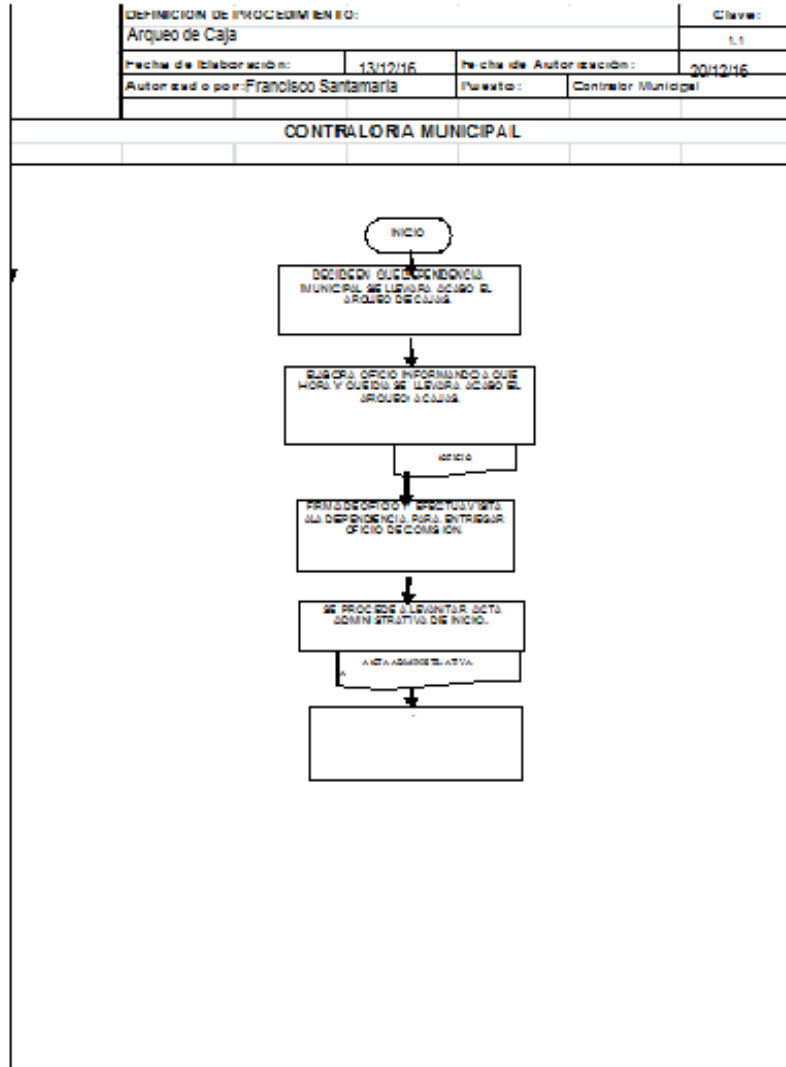 DEFINICION DE PROCEDIMIENTO:
Clave:
Arqueo de Caja
1.1
Fecha de Elaboración:
13/12/16
Fecha de Autorización:
20/12/16
Autorizado por:Francisco Santamaria
Puesto:
Contralor Municipal
CONTRALORIA MUNICIPAL
INICIO
DECIDE EN QUE DEPENDENCIA
MUNICIPAL SE LLEVARA ACABO EL
ARQUEO DE CAJAS.
ELABORA OFICIO INFORMANDO A QUE
HORA Y QUE DIA SE LLEVARA ACABO EL
ARQUEO A CAJAS
OFICIO
FIRMA DE OFICIO Y EFECTUA VISITA
ALA DEPENDENCIA PARA ENTREGAR
OFICIO DE COMISION.
SE PROCEDE A LEVANTAR ACTA
ADMINISTRATIVA DE INICIO.
ACTA ADMINISTRATIVA